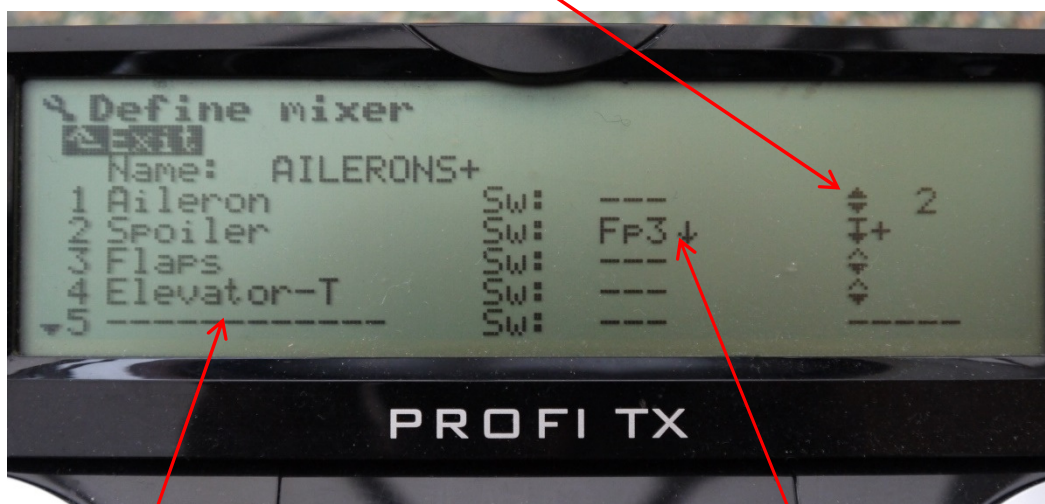 Define mixer
Exit
Name: AILERONS+
1 Aileron Sw: --- 2
2 Spoiler Sw: Fp3↓ +
3 Flaps Sw: ---
4 Elevator-T Sw: ---
5 ------------ Sw: --- -----
PROFI TX